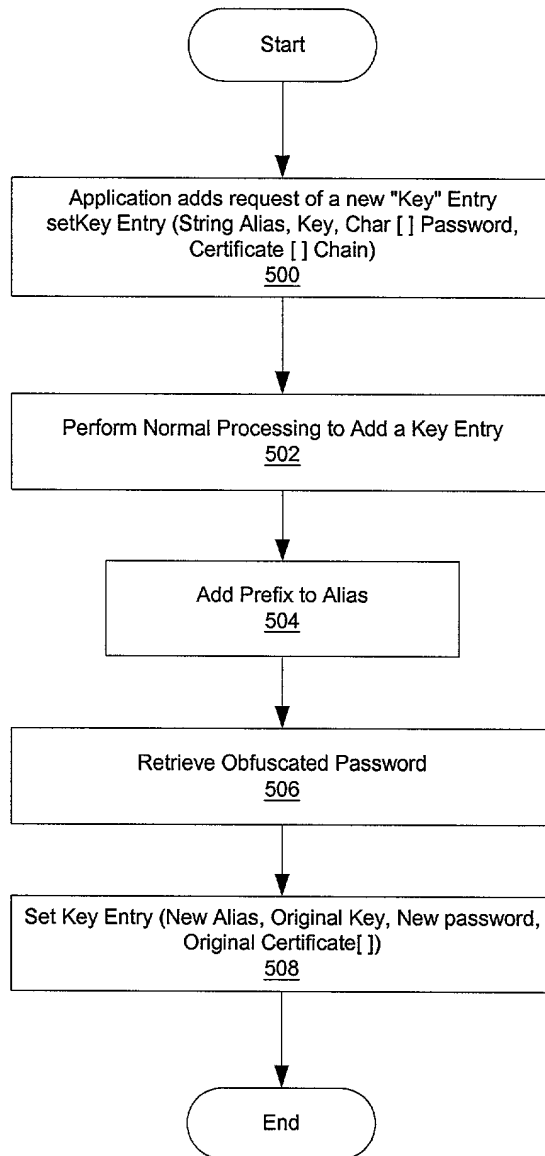 Start
Application adds request of a new "Key" Entry
setKey Entry (String Alias, Key, Char [ ] Password,
Certificate [ ] Chain)
500
Perform Normal Processing to Add a Key Entry
502
Add Prefix to Alias
504
Retrieve Obfuscated Password
506
Set Key Entry (New Alias, Original Key, New password,
Original Certificate[ ])
508
End